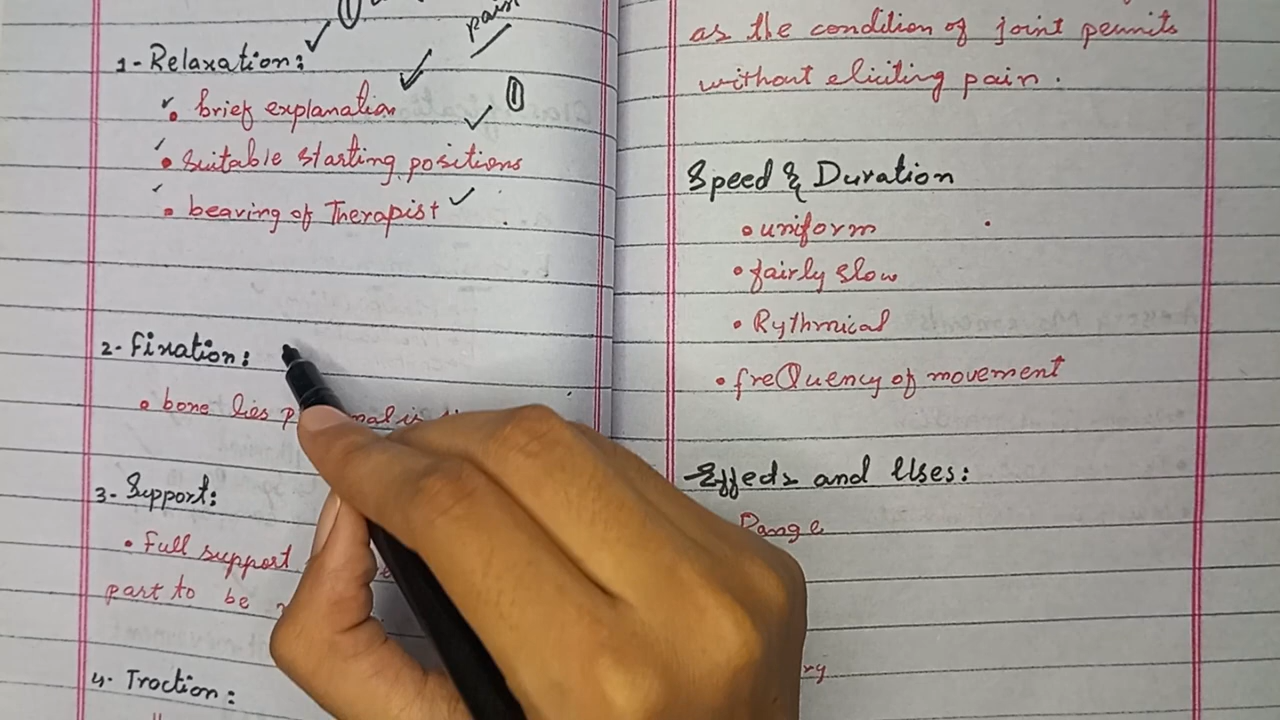 pain
1- Relaxation:
• brief explanation
• Suitable starting positions
• bearing of Therapist
2- Fixation:
• bone lies
3- Support:
• Full support
part to be
4- Traction:
as the condition of joint permits
without eliciting pain.
Speed & Duration
• uniform
• fairly slow
• Rythmical
• freQuency of movement
Effects and Uses:
Range